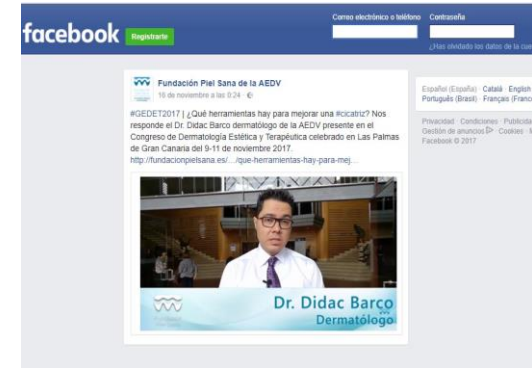 Correo electrónico o teléfono
Contraseña
facebook
Registrarte
¿Has olvidado los datos de la cue
Fundación Piel Sana de la AEDV
16 de noviembre a las 9:24 ·
#GEDET2017 | ¿Qué herramientas hay para mejorar una #cicatriz? Nos
responde el Dr. Didac Barco dermatólogo de la AEDV presente en el
Congreso de Dermatología Estética y Terapéutica celebrado en Las Palmas
de Gran Canaria del 9-11 de noviembre 2017.
http://fundacionpielsana.es/.../que-herramientas-hay-para-mej...
Dr. Didac Barco
Dermatólogo
Español (España) · Català · English
Português (Brasil) · Français (Franc
Privacidad · Condiciones · Publicida
Gestión de anuncios · Cookies ·
Facebook © 2017